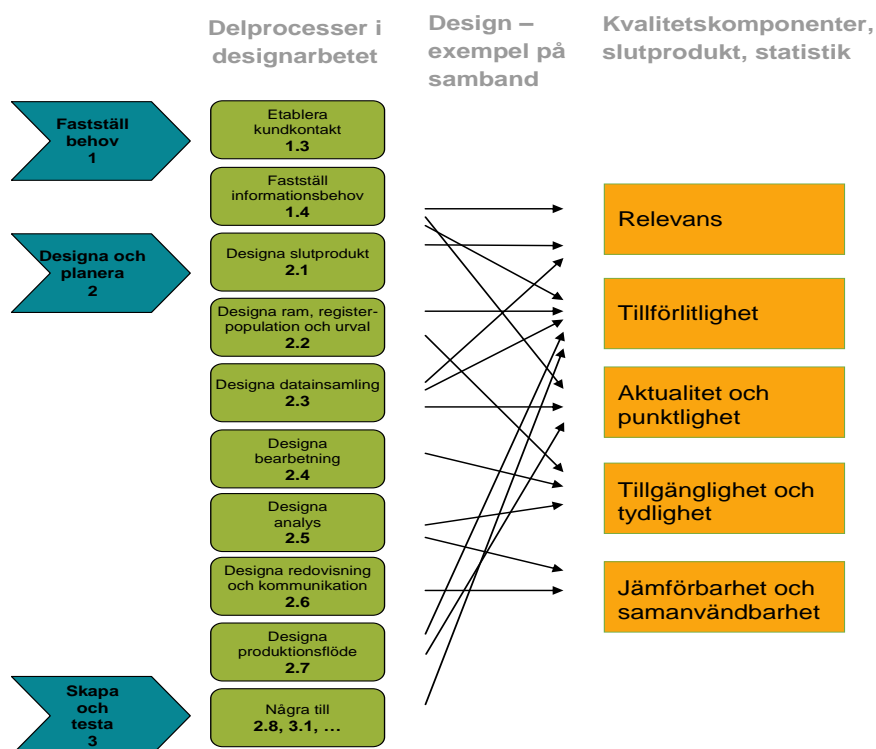 Delprocesser i
designarbetet
Design –
exempel på
samband
Kvalitetskomponenter,
slutprodukt, statistik
Fastställ
behov
1
Designa och
planera
2
Skapa
och
testa
3
Etablera
kundkontakt
1.3
Fastställ
informationsbehov
1.4
Designa slutprodukt
2.1
Designa ram, register-
population och urval
2.2
Designa datainsamling
2.3
Designa
bearbetning
2.4
Designa
analys
2.5
Designa redovisning
och kommunikation
2.6
Designa
produktionsflöde
2.7
Några till
2.8, 3.1, …
Relevans
Tillförlitlighet
Aktualitet och
punktlighet
Tillgänglighet och
tydlighet
Jämförbarhet och
samanvändbarhet